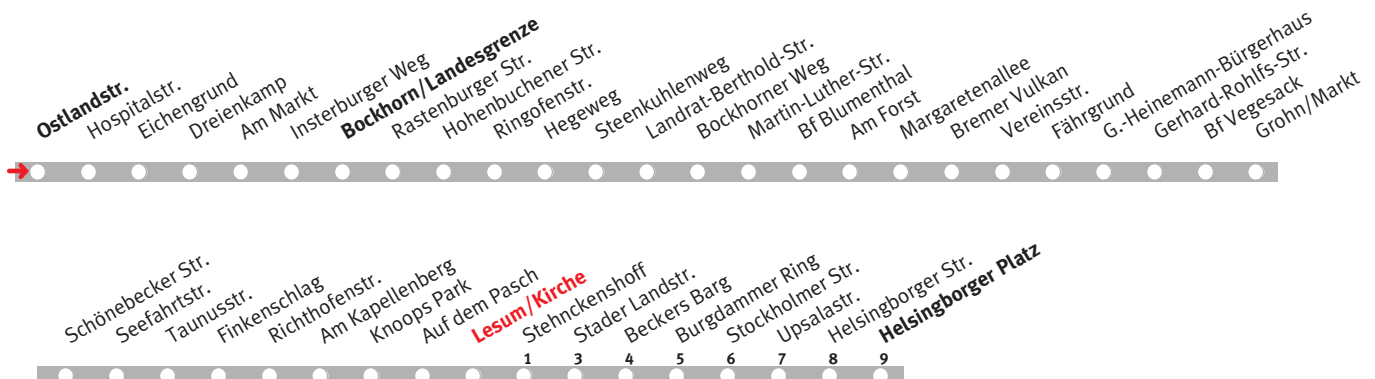 Ostlandstr.
Hospitalstr.
Eichengrund
Dreienkamp
Am Markt
Insterburger Weg
Bockhorn/Landesgrenze
Rastenburger Str.
Hohenbuchener Str.
Ringofenstr.
Hegeweg
Steenkuhlenweg
Landrat-Berthold-Str.
Bockhorner Weg
Martin-Luther-Str.
Bf Blumenthal
Am Forst
Margaretenallee
Bremer Vulkan
Vereinsstr.
Fährgrund
G.-Heinemann-Bürgerhaus
Gerhard-Rohlfs-Str.
Bf Vegesack
Grohn/Markt
Schönebecker Str.
Seefahrtstr.
Taunusstr.
Finkenschlag
Richthofenstr.
Am Kapellenberg
Knoops Park
Auf dem Pasch
Lesum/Kirche
Stehnckenshoff
Stader Landstr.
Beckers Barg
Burgdammer Ring
Stockholmer Str.
Upsalastr.
Helsingborger Str.
Helsingborger Platz
1 3 4 5 6 7 8 9